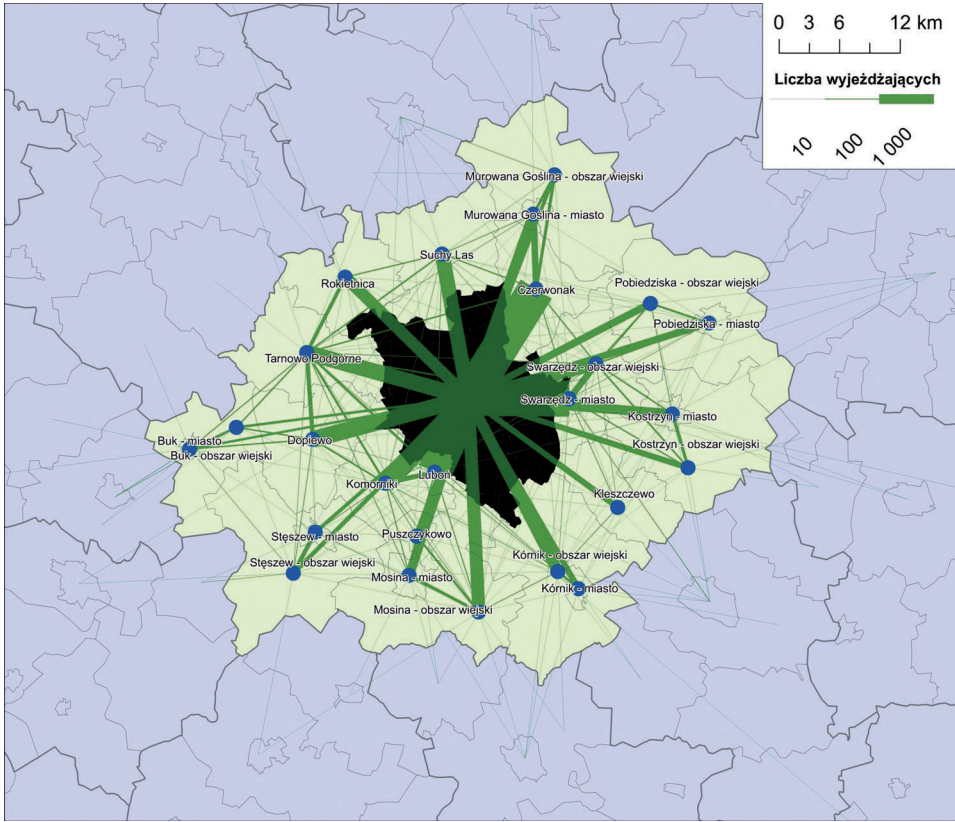 0 3 6 12 km
Liczba wyjeżdżających
10 100 1 000
Murowana Goślina - obszar wiejski
Murowana Goślina - miasto
Suchy Las
Rokietnica
Czerwonak
Pobiedziska - obszar wiejski
Pobiedziska - miasto
Tarnowo Podgorne
Swarzędz - obszar wiejski
Swarzędz - miasto
Kostrzyn - miasto
Buk - miasto
Dopiewo
Kostrzyn - obszar wiejski
Buk - obszar wiejski
Luboń
Komorniki
Kleszczewo
Stęszew - miasto
Puszczykowo
Kórnik - obszar wiejski
Stęszew - obszar wiejski
Mosina - miasto
Kórnik - miasto
Mosina - obszar wiejski